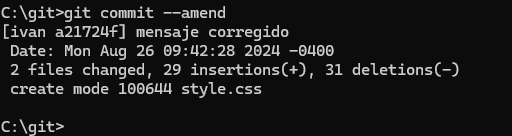 C:\git>git commit --amend
[ivan a21724f] mensaje corregido
 Date: Mon Aug 26 09:42:28 2024 -0400
 2 files changed, 29 insertions(+), 31 deletions(-)
 create mode 100644 style.css
C:\git>